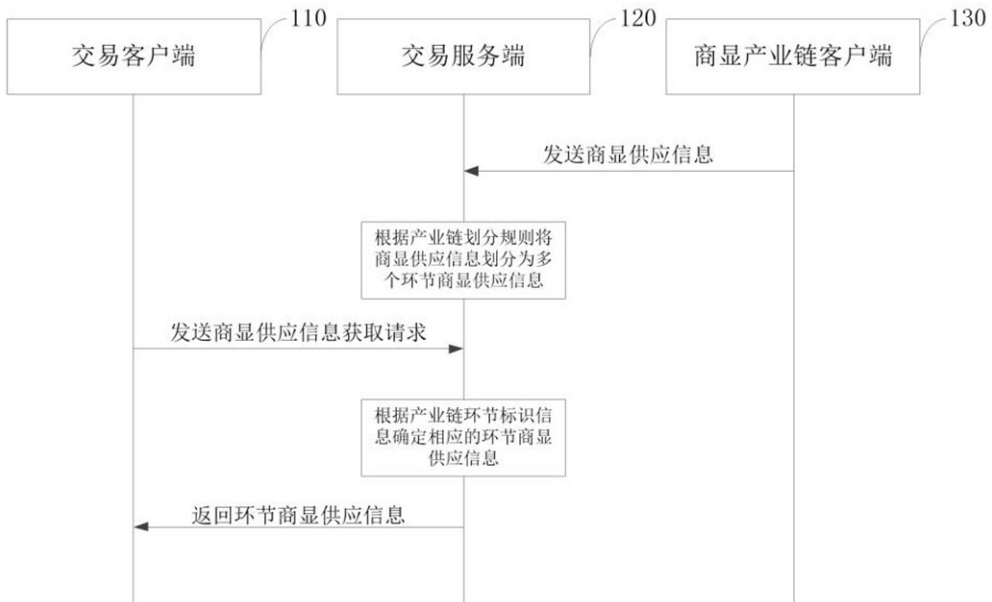 110
120
130
交易客户端
交易服务端
商显产业链客户端
发送商显供应信息
根据产业链划分规则将
商显供应信息划分为多
个环节商显供应信息
发送商显供应信息获取请求
根据产业链环节标识信
息确定相应的环节商显
供应信息
返回环节商显供应信息